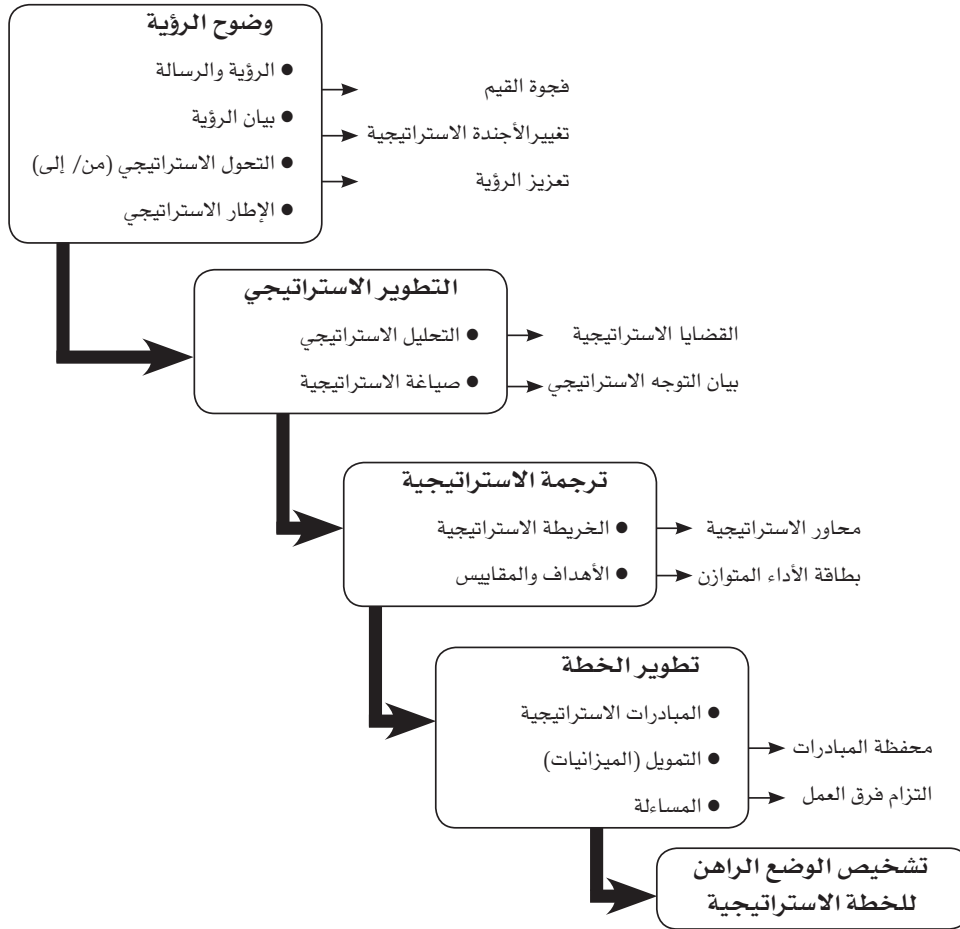 وضوح الرؤية
● الرؤية والرسالة
● بيان الرؤية
● التحول الاستراتيجي (من/ إلى)
● الإطار الاستراتيجي
فجوة القيم
تغييرالأجندة الاستراتيجية
تعزيز الرؤية
التطوير الاستراتيجي
● التحليل الاستراتيجي
● صياغة الاستراتيجية
القضايا الاستراتيجية
بيان التوجه الاستراتيجي
ترجمة الاستراتيجية
● الخريطة الاستراتيجية
● الأهداف والمقاييس
محاور الاستراتيجية
بطاقة الأداء المتوازن
تطوير الخطة
● المبادرات الاستراتيجية
● التمويل (الميزانيات)
● المساءلة
محفظة المبادرات
التزام فرق العمل
تشخيص الوضع الراهن
للخطة الاستراتيجية